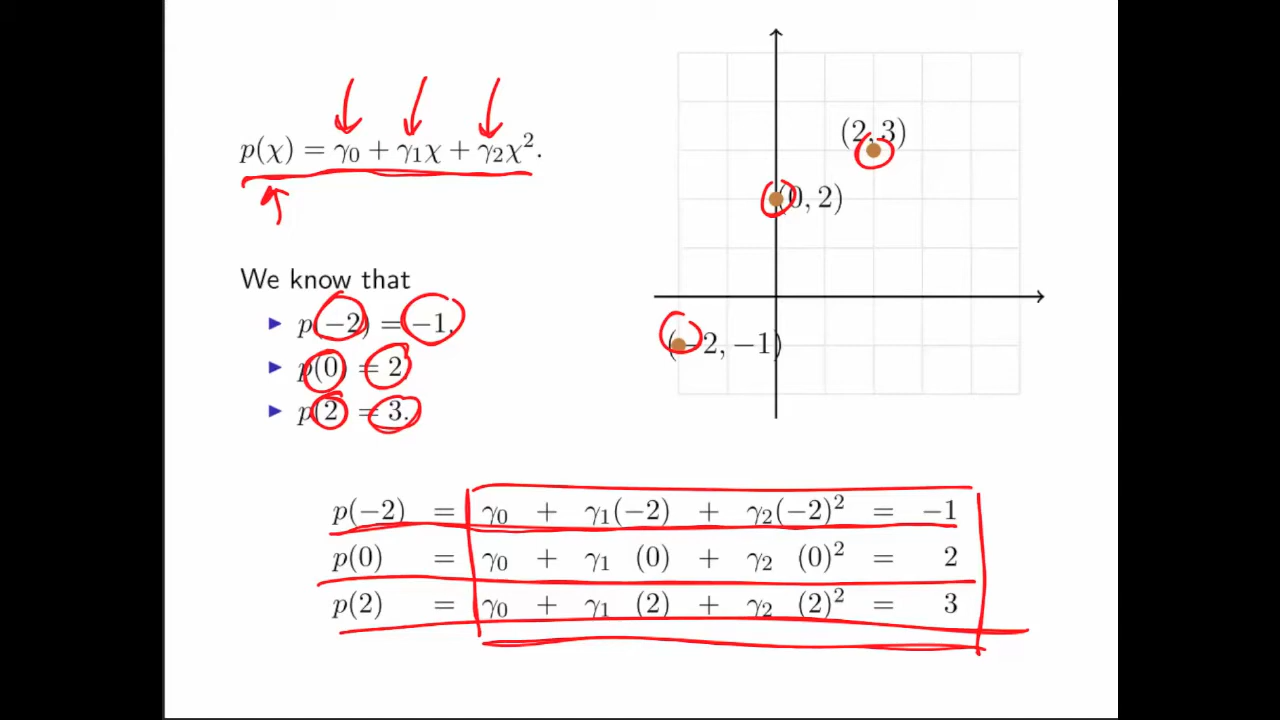 p(χ) = γ₀ + γ₁χ + γ₂χ².
(2, 3)
(0, 2)
(−2, −1)
We know that
▶ p(−2) = −1,
▶ p(0) = 2
▶ p(2) = 3.
p(−2) = γ₀ + γ₁(−2) + γ₂(−2)² = −1
p(0) = γ₀ + γ₁ (0) + γ₂ (0)² = 2
p(2) = γ₀ + γ₁ (2) + γ₂ (2)² = 3